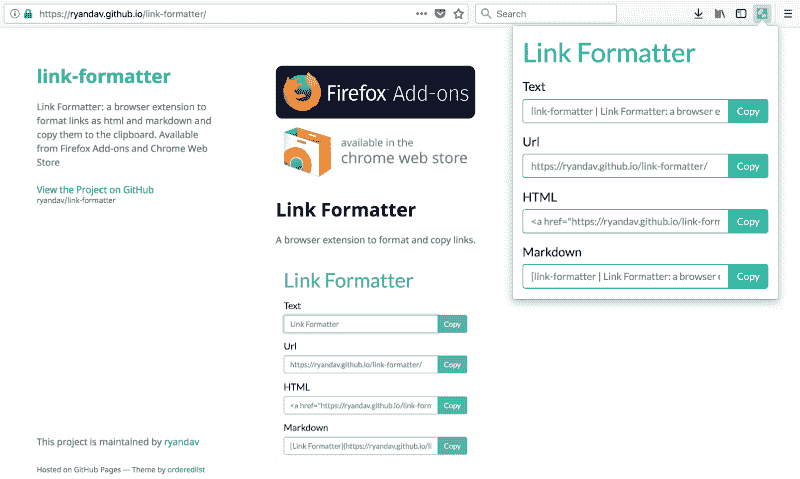 https://ryandav.github.io/link-formatter/
Search
link-formatter
Link Formatter: a browser extension to
format links as html and markdown and
copy them to the clipboard. Available
from Firefox Add-ons and Chrome Web
Store
View the Project on GitHub
ryandav/link-formatter
This project is maintained by ryandav
Hosted on GitHub Pages — Theme by orderedlist
Firefox Add-ons
available in the
chrome web store
Link Formatter
A browser extension to format and copy links.
Link Formatter
Text
Link Formatter Copy
Url
https://ryandav.github.io/link-formatter/ Copy
HTML
<a href="https://ryandav.github.io/link-form Copy
Markdown
[Link Formatter](https://ryandav.github.io/li Copy
Link Formatter
Text
link-formatter | Link Formatter: a browser e Copy
Url
https://ryandav.github.io/link-formatter/ Copy
HTML
<a href="https://ryandav.github.io/link-form Copy
Markdown
[link-formatter | Link Formatter: a browser e Copy